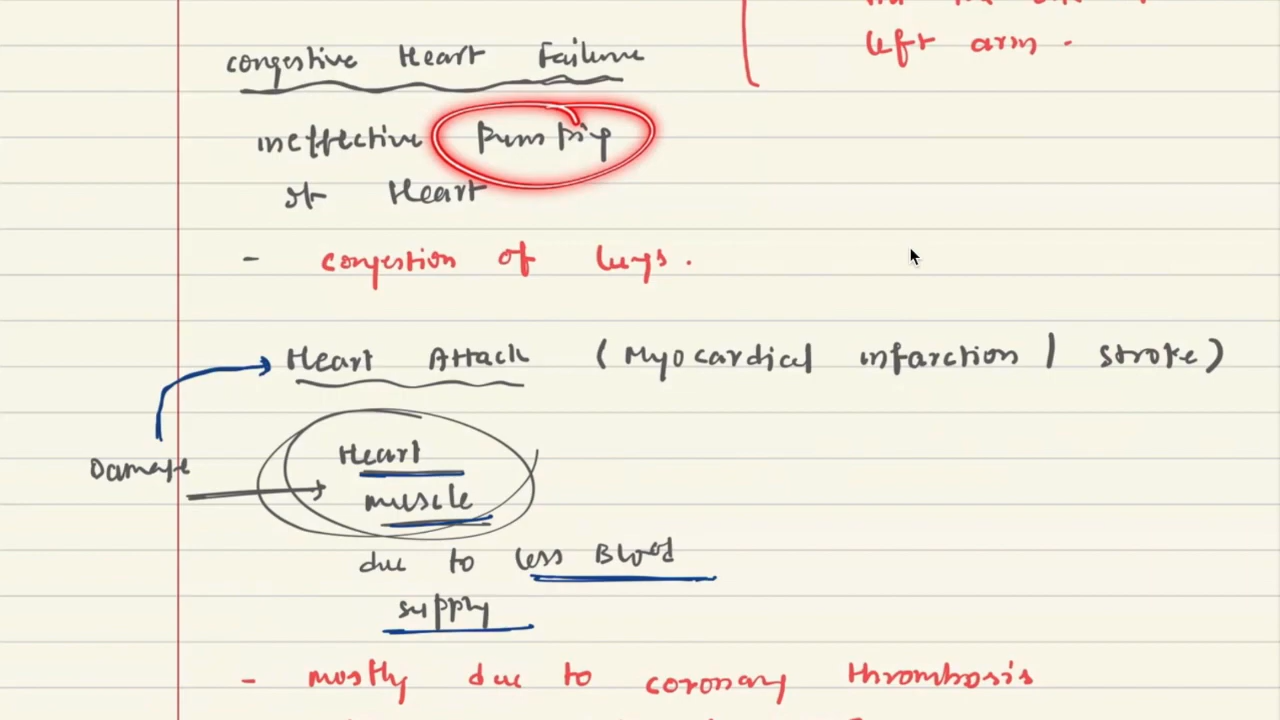 left arm.
congestive Heart Failure
ineffective Pumping
of Heart
- congestion of lungs.
Heart Attack (Myocardial infarction / stroke)
Damage
Heart
muscle
due to less Blood
supply
- mostly due to coronary thrombosis